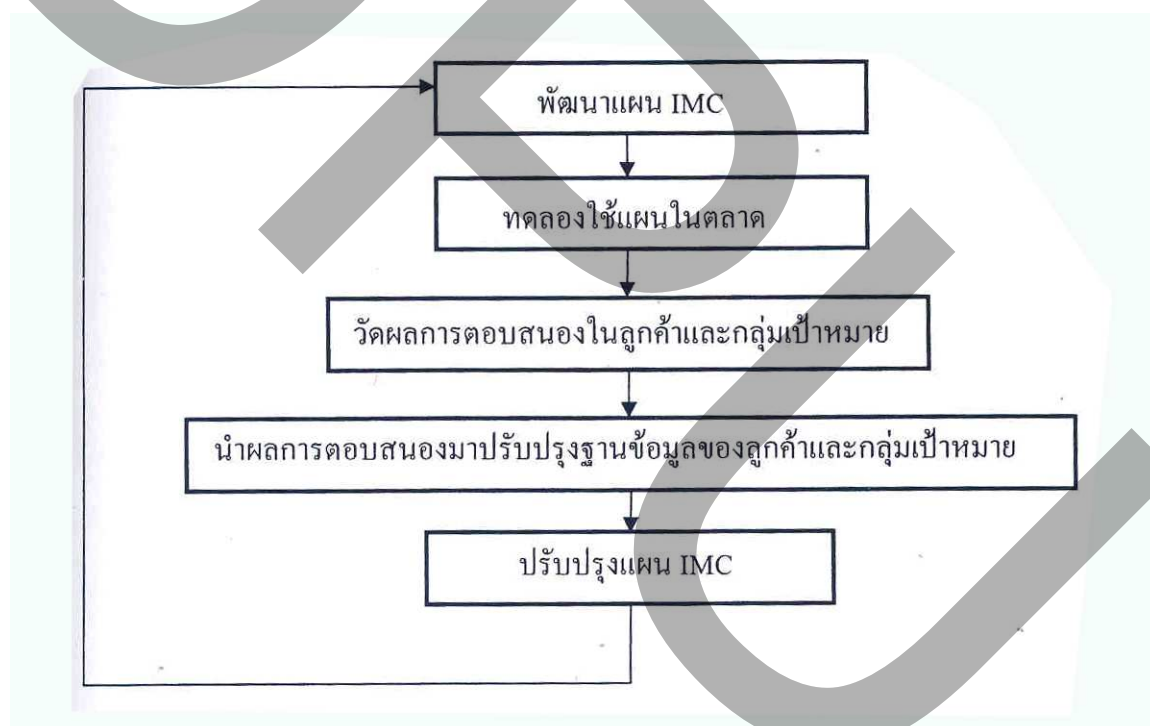 พัฒนาแผน IMC
ทดลองใช้แผนในตลาด
วัดผลการตอบสนองในลูกค้าและกลุ่มเป้าหมาย
นำผลการตอบสนองมาปรับปรุงฐานข้อมูลของลูกค้าและกลุ่มเป้าหมาย
ปรับปรุงแผน IMC